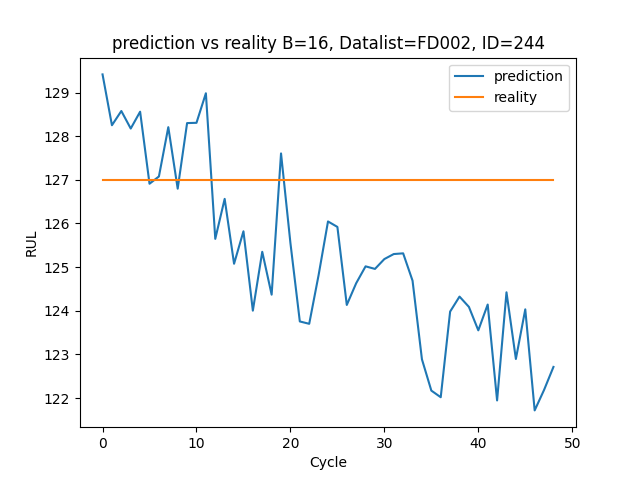 prediction vs reality B=16, Datalist=FD002, ID=244
prediction
reality
RUL
129
128
127
126
125
124
123
122
0 10 20 30 40 50
Cycle